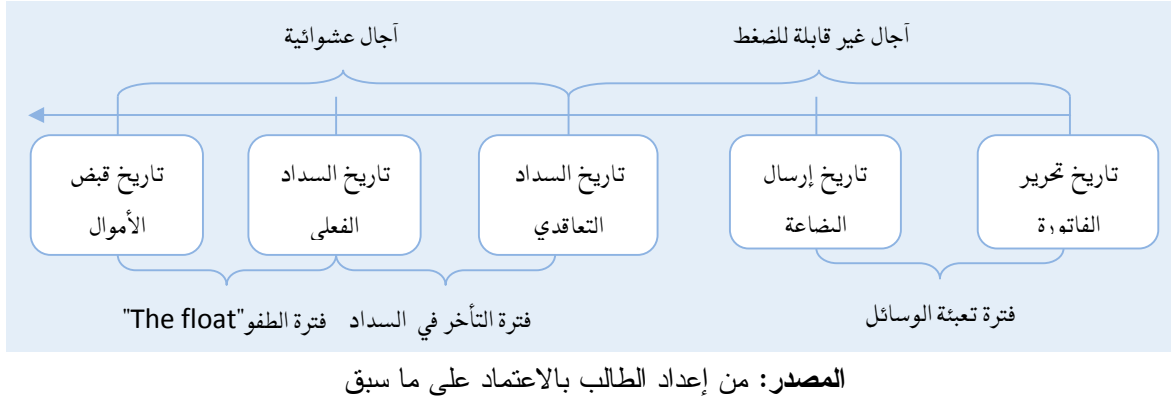 آجال غير قابلة للضغط
آجال عشوائية
تاريخ تحرير
الفاتورة
تاريخ إرسال
البضاعة
تاريخ السداد
التعاقدي
تاريخ السداد
الفعلي
تاريخ قبض
الأموال
فترة تعبئة الوسائل
فترة التأخر في السداد
فترة الطفو"The float"
المصدر: من إعداد الطالب بالاعتماد على ما سبق